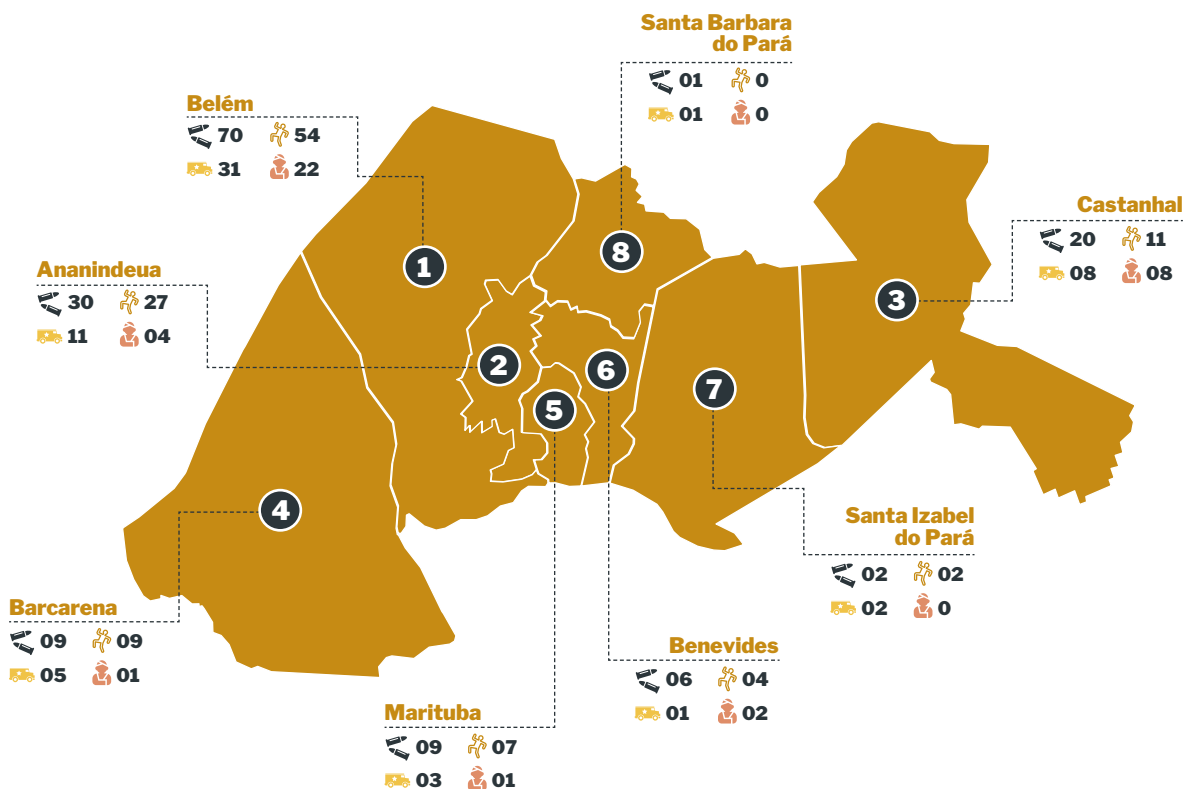 Santa Barbara
do Pará
01 0
01 0
Belém
70 54
31 22
Castanhal
20 11
08 08
Ananindeua
30 27
11 04
1
8
3
2
6
7
5
4
Santa Izabel
do Pará
02 02
02 0
Barcarena
09 09
05 01
Benevides
06 04
01 02
Marituba
09 07
03 01